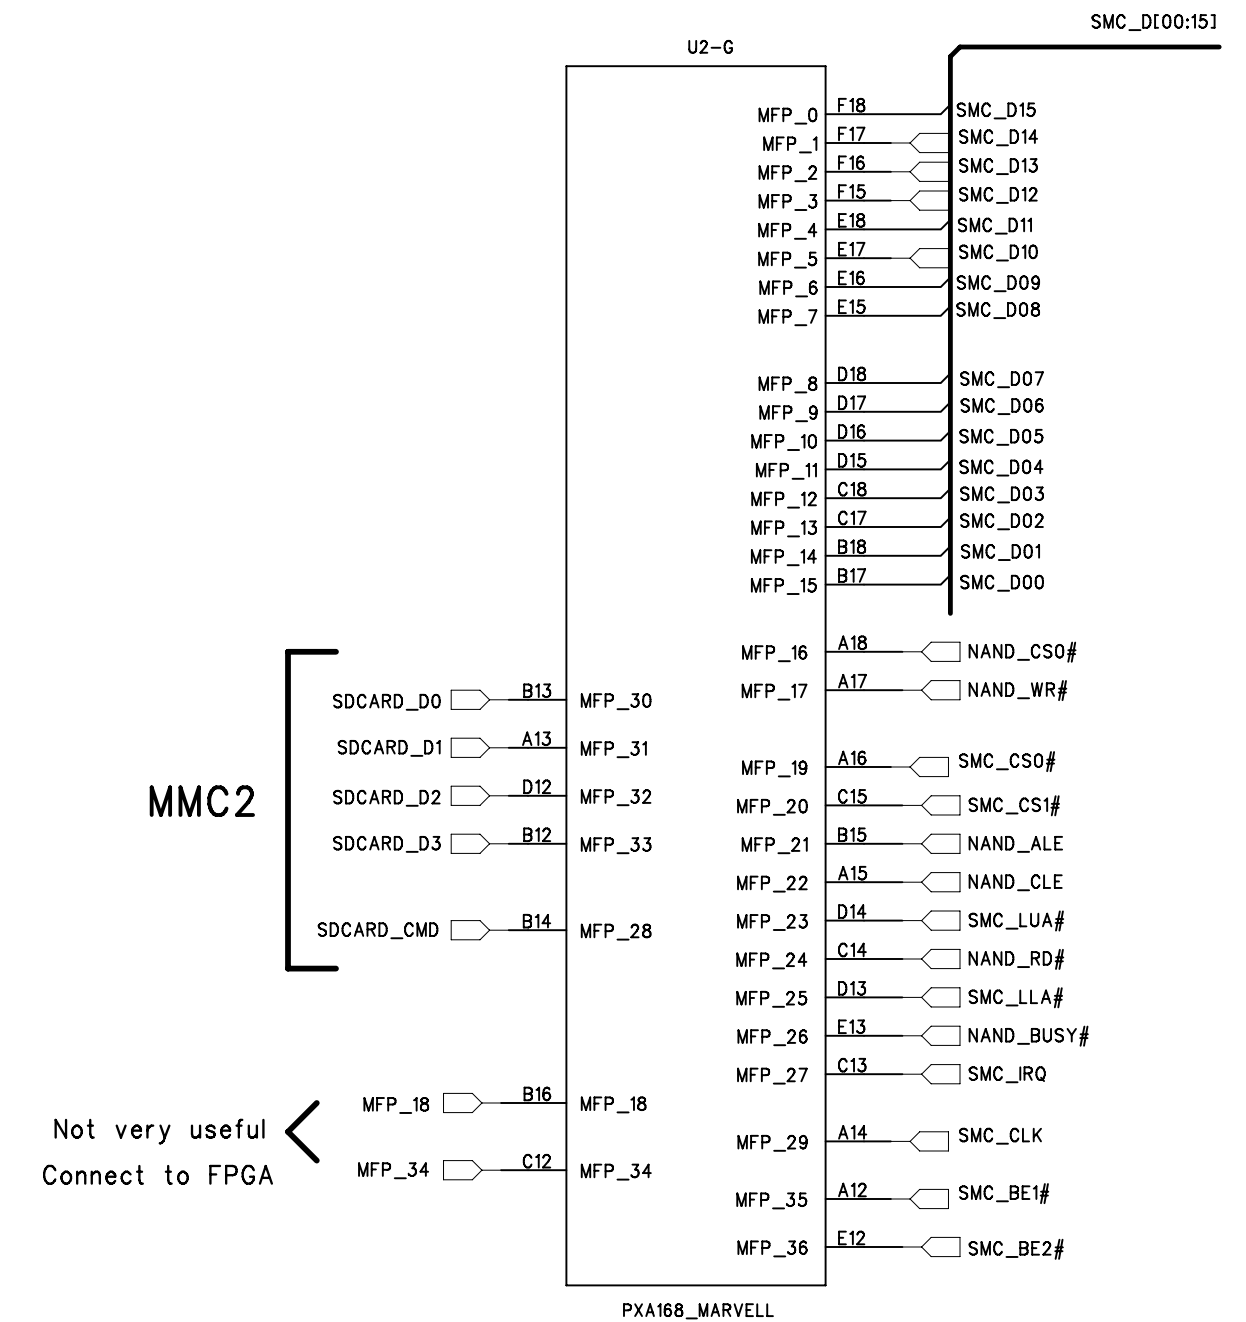 SMC_D[00:15]
U2-G
MFP_0 F18 SMC_D15
MFP_1 F17 SMC_D14
MFP_2 F16 SMC_D13
MFP_3 F15 SMC_D12
MFP_4 E18 SMC_D11
MFP_5 E17 SMC_D10
MFP_6 E16 SMC_D09
MFP_7 E15 SMC_D08
MFP_8 D18 SMC_D07
MFP_9 D17 SMC_D06
MFP_10 D16 SMC_D05
MFP_11 D15 SMC_D04
MFP_12 C18 SMC_D03
MFP_13 C17 SMC_D02
MFP_14 B18 SMC_D01
MFP_15 B17 SMC_D00
MFP_16 A18 NAND_CS0#
MFP_17 A17 NAND_WR#
MFP_19 A16 SMC_CS0#
MFP_20 C15 SMC_CS1#
MFP_21 B15 NAND_ALE
MFP_22 A15 NAND_CLE
MFP_23 D14 SMC_LUA#
MFP_24 C14 NAND_RD#
MFP_25 D13 SMC_LLA#
MFP_26 E13 NAND_BUSY#
MFP_27 C13 SMC_IRQ
MFP_29 A14 SMC_CLK
MFP_35 A12 SMC_BE1#
MFP_36 E12 SMC_BE2#
MMC2
SDCARD_D0 B13 MFP_30
SDCARD_D1 A13 MFP_31
SDCARD_D2 D12 MFP_32
SDCARD_D3 B12 MFP_33
SDCARD_CMD B14 MFP_28
Not very useful
Connect to FPGA
MFP_18 B16 MFP_18
MFP_34 C12 MFP_34
PXA168_MARVELL